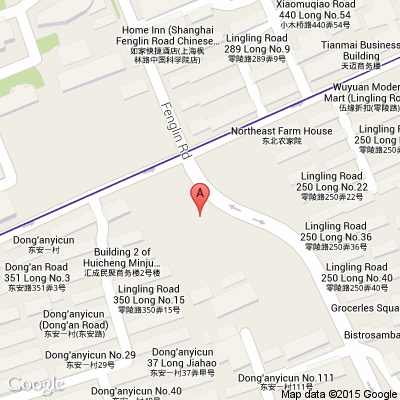 Xiaomuqiao Road
440 Long No.54
小木桥路440弄54号
Home Inn (Shanghai
Fenglin Road Chinese...
如家快捷酒店(上海枫
林路中国科学院店)
Lingling Road
289 Long No.9
零陵路289弄9号
Tianmai Business
Building
天迈商务楼
Wuyuan Modern
Mart (Lingling Ro
伍缘折扣(零陵路)
Fenglin Rd
Northeast Farm House
东北农家院
Lingling Road
250 Long No.
零陵路250弄
Lingling Road
250 Long No.22
零陵路250弄22号
A
Lingling Road
250 Long No.36
零陵路250弄36号
Dong'anyicun
东安一村
Building 2 of
Huicheng Minju...
汇成民聚商务楼2号楼
Dong'an Road
351 Long No.3
东安路351弄3号
Lingling Road
250 Long No.40
零陵路250弄40号
Lingling Road
350 Long No.15
零陵路350弄15号
Dong'anyicun
(Dong'an Road)
东安一村(东安路)
Grocerles Squa
Bistrosamba
Dong'anyicun No.29
东安一村29号
Dong'anyicun
37 Long Jiahao
东安一村37弄甲号
Dong'anyicun No.111
东安一村111号
Dong'anyicun No.40
Google
Map data ©2015 Google